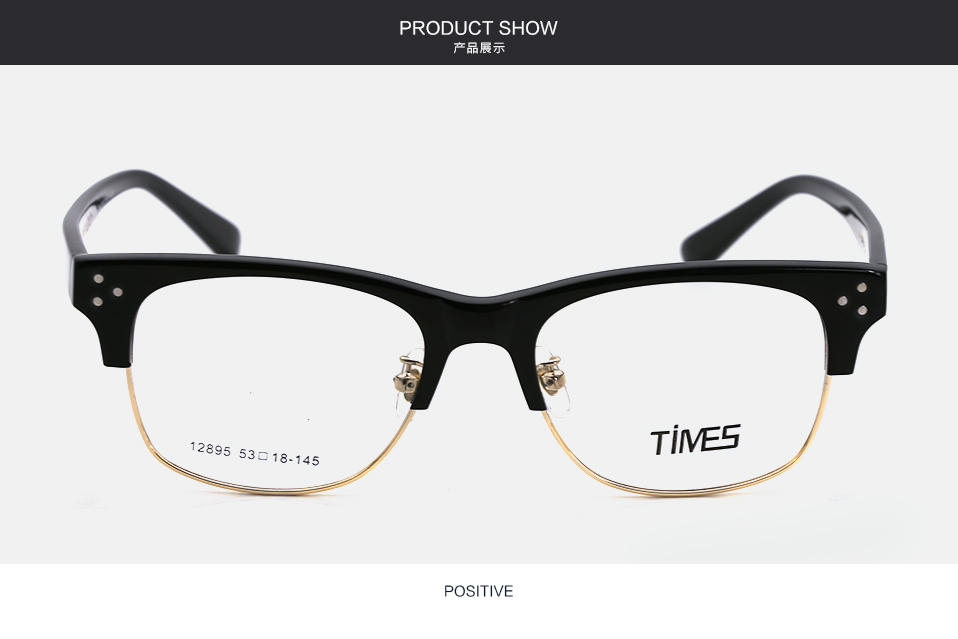 PRODUCT SHOW
产品展示
12895 53□18-145
TiMES
POSITIVE